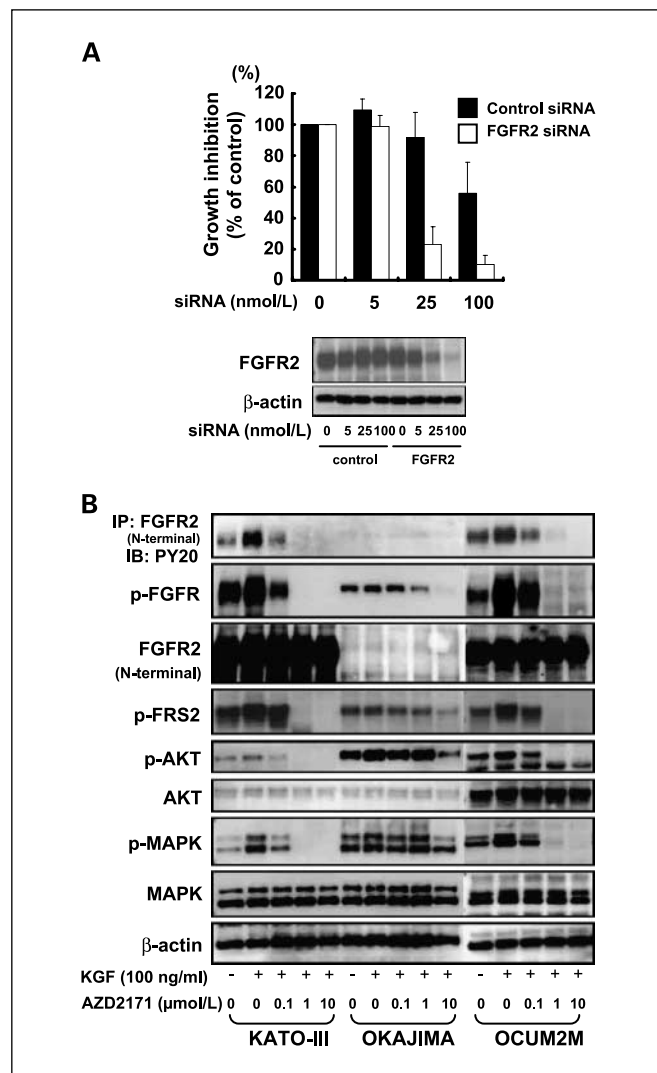 A
(%)
120
100
80
60
40
20
0
Growth inhibition
(% of control)
Control siRNA
FGFR2 siRNA
siRNA (nmol/L) 0 5 25 100
FGFR2
β-actin
siRNA (nmol/L) 0 5 25 100 0 5 25 100
control FGFR2
B
IP: FGFR2
(N-terminal)
IB: PY20
p-FGFR
FGFR2
(N-terminal)
p-FRS2
p-AKT
AKT
p-MAPK
MAPK
β-actin
KGF (100 ng/ml) - + + + + - + + + + - + + + +
AZD2171 (μmol/L) 0 0 0.1 1 10 0 0 0.1 1 10 0 0 0.1 1 10
KATO-III OKAJIMA OCUM2M